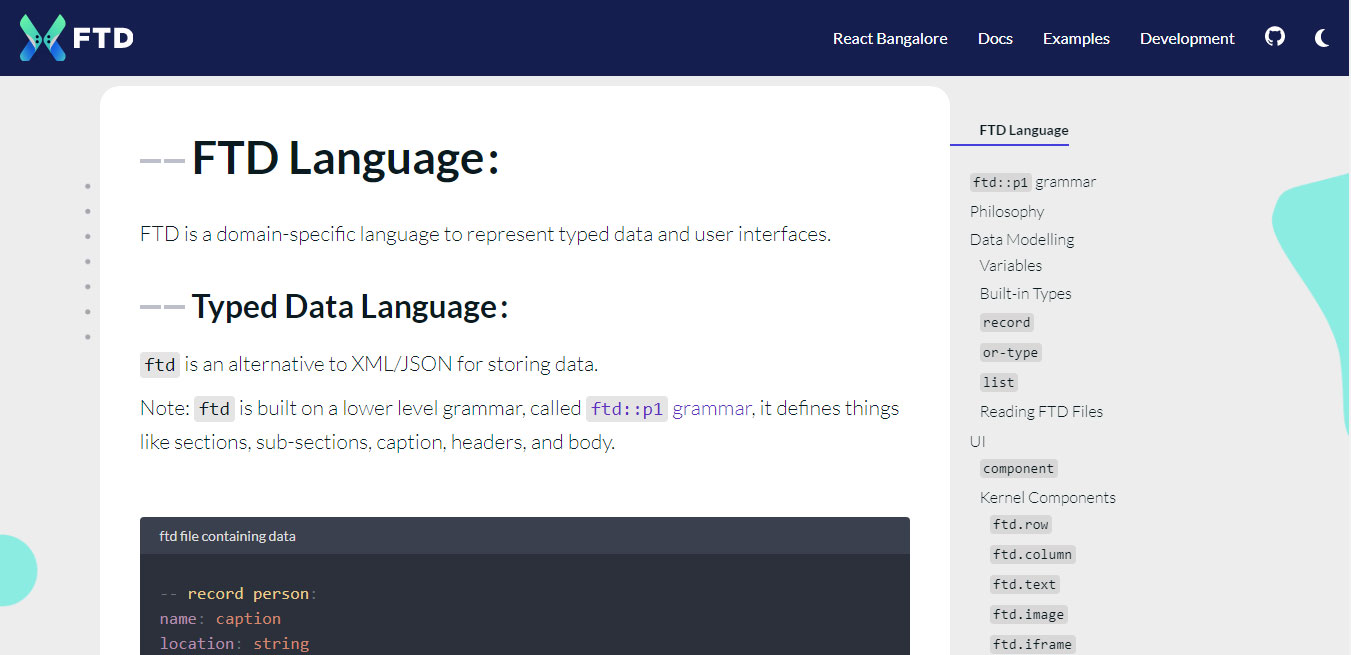 FTD
React Bangalore
Docs
Examples
Development
-- FTD Language:
FTD is a domain-specific language to represent typed data and user interfaces.
-- Typed Data Language:
ftd is an alternative to XML/JSON for storing data.
Note: ftd is built on a lower level grammar, called ftd::p1 grammar, it defines things
like sections, sub-sections, caption, headers, and body.
ftd file containing data
-- record person:
name: caption
location: string
FTD Language
ftd::p1 grammar
Philosophy
Data Modelling
Variables
Built-in Types
record
or-type
list
Reading FTD Files
UI
component
Kernel Components
ftd.row
ftd.column
ftd.text
ftd.image
ftd.iframe